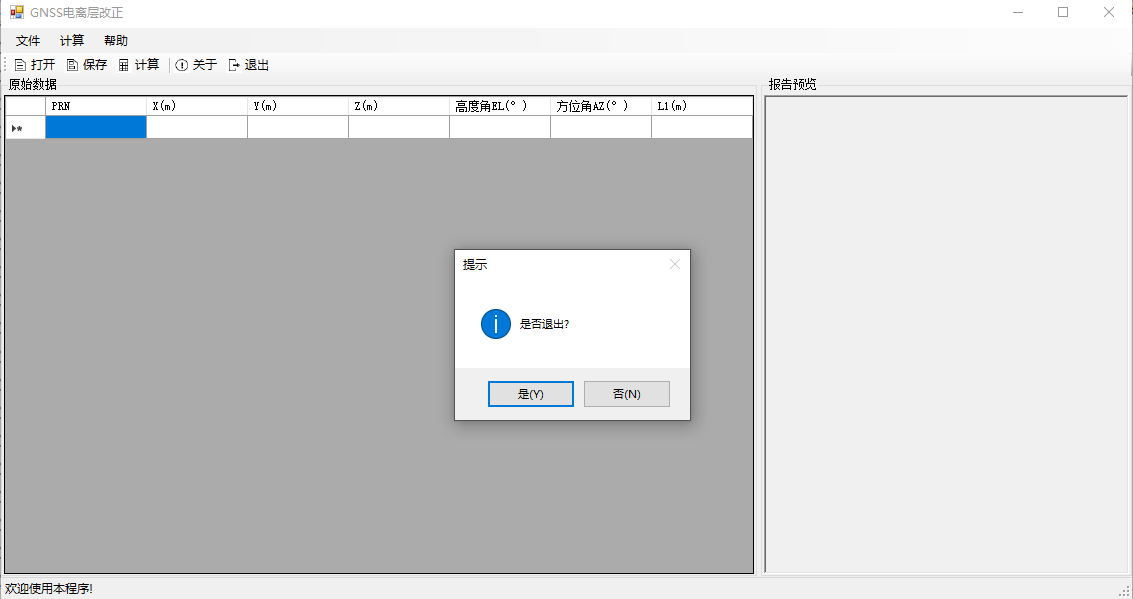 GNSS电离层改正
文件 计算 帮助
打开 保存 计算 关于 退出
原始数据
PRN X(m) Y(m) Z(m) 高度角EL(°) 方位角AZ(°) L1(m)
报告预览
提示
是否退出?
是(Y) 否(N)
欢迎使用本程序!